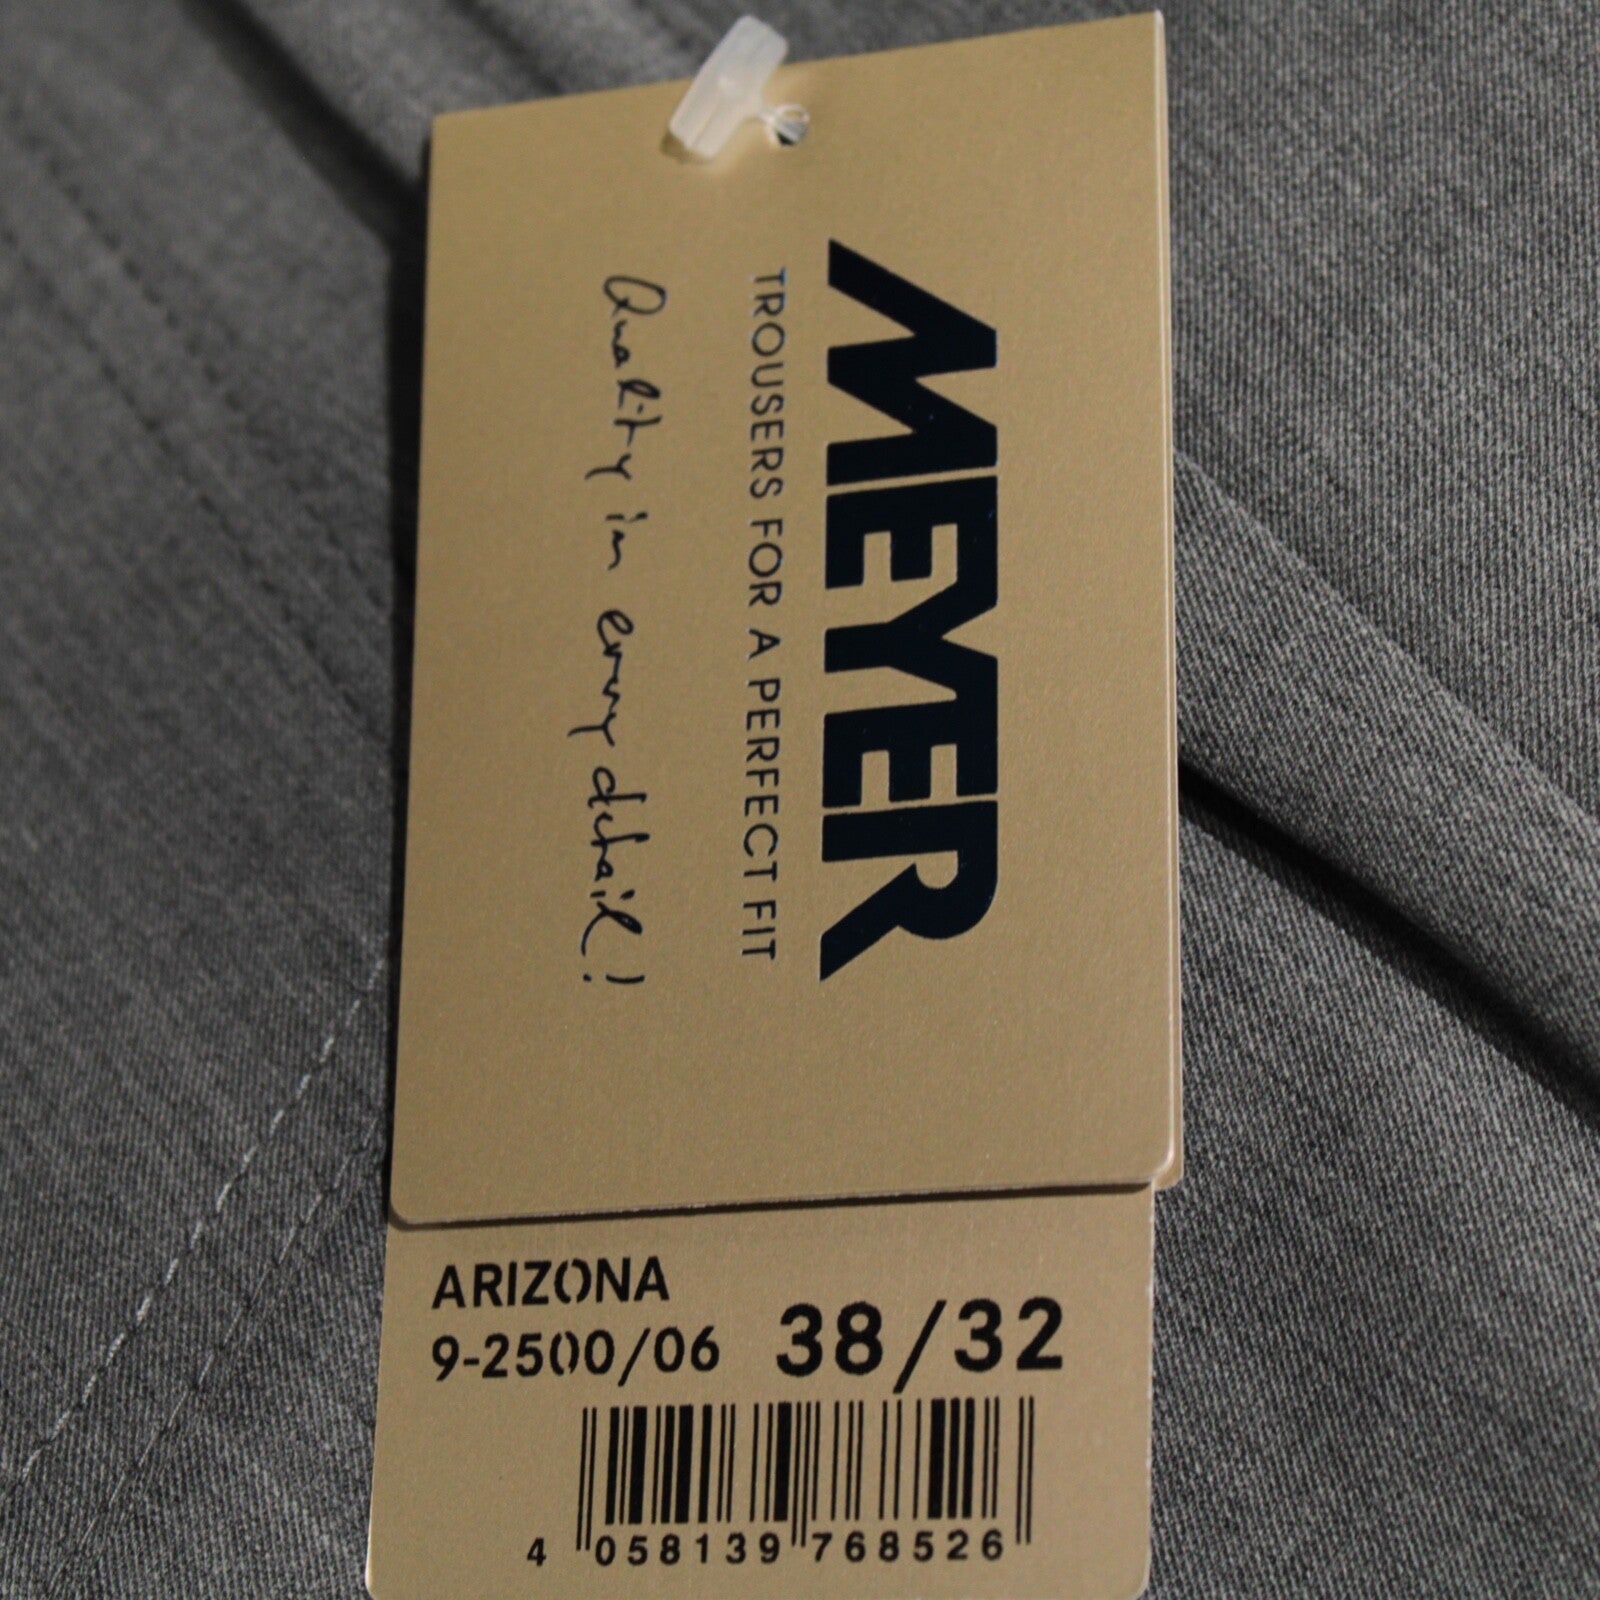 MEYER
TROUSERS FOR A PERFECT FIT
Quality in every detail!
ARIZONA
9-2500/06 38/32
4 058139 768526